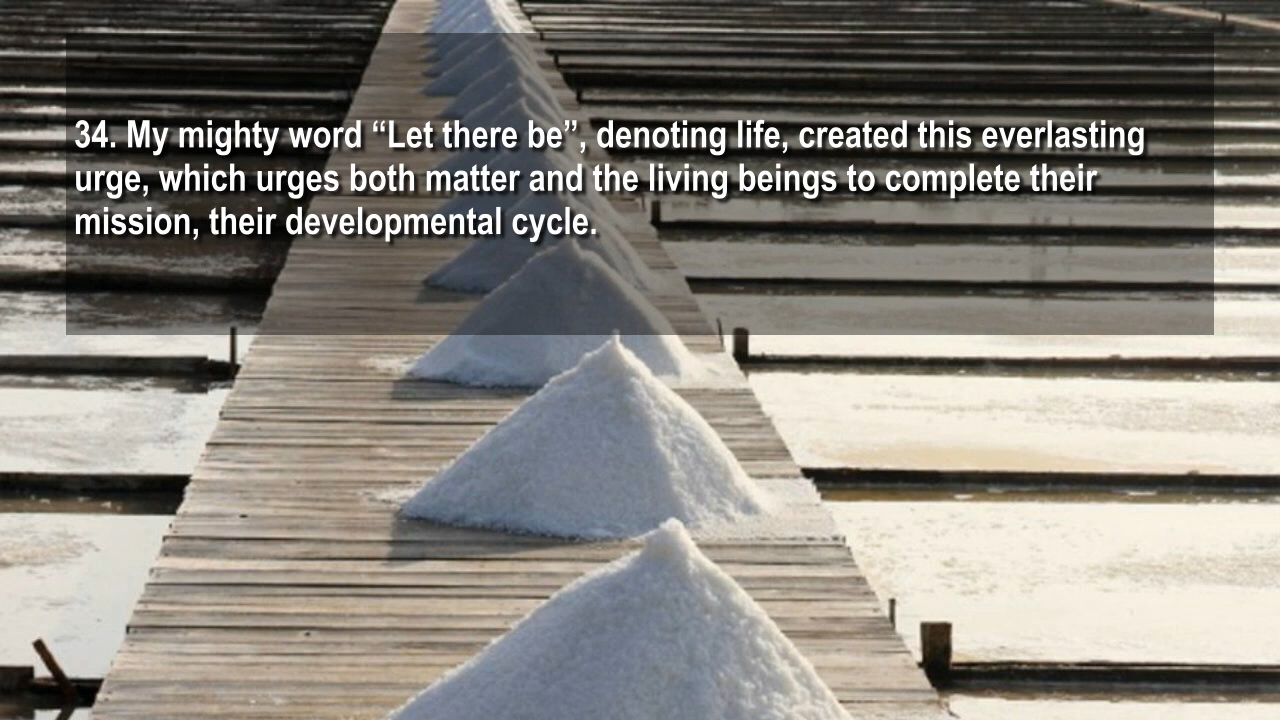 34. My mighty word “Let there be”, denoting life, created this everlasting
urge, which urges both matter and the living beings to complete their
mission, their developmental cycle.